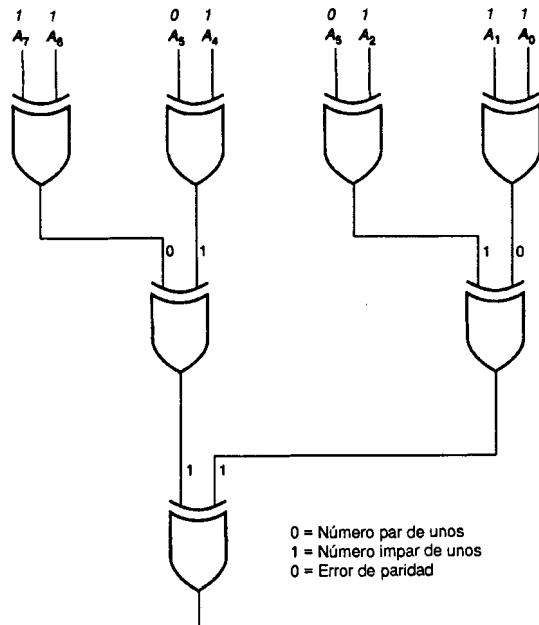 1 1 0 1 0 1 1 1
A₇ A₆ A₅ A₄ A₅ A₂ A₁ A₀
0 1 1 0
1 1
0 = Número par de unos
1 = Número impar de unos
0 = Error de paridad